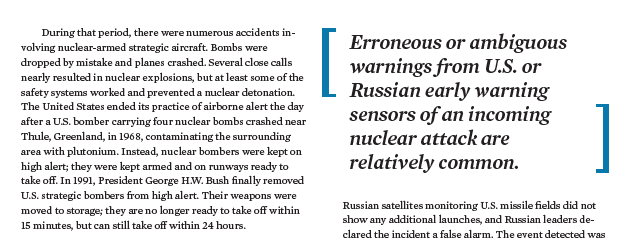 During that period, there were numerous accidents in-
volving nuclear-armed strategic aircraft. Bombs were
dropped by mistake and planes crashed. Several close calls
nearly resulted in nuclear explosions, but at least some of the
safety systems worked and prevented a nuclear detonation.
The United States ended its practice of airborne alert the day
after a U.S. bomber carrying four nuclear bombs crashed near
Thule, Greenland, in 1968, contaminating the surrounding
area with plutonium. Instead, nuclear bombers were kept on
high alert; they were kept armed and on runways ready to
take off. In 1991, President George H.W. Bush finally removed
U.S. strategic bombers from high alert. Their weapons were
moved to storage; they are no longer ready to take off within
15 minutes, but can still take off within 24 hours.
Erroneous or ambiguous
warnings from U.S. or
Russian early warning
sensors of an incoming
nuclear attack are
relatively common.
Russian satellites monitoring U.S. missile fields did not
show any additional launches, and Russian leaders de-
clared the incident a false alarm. The event detected was